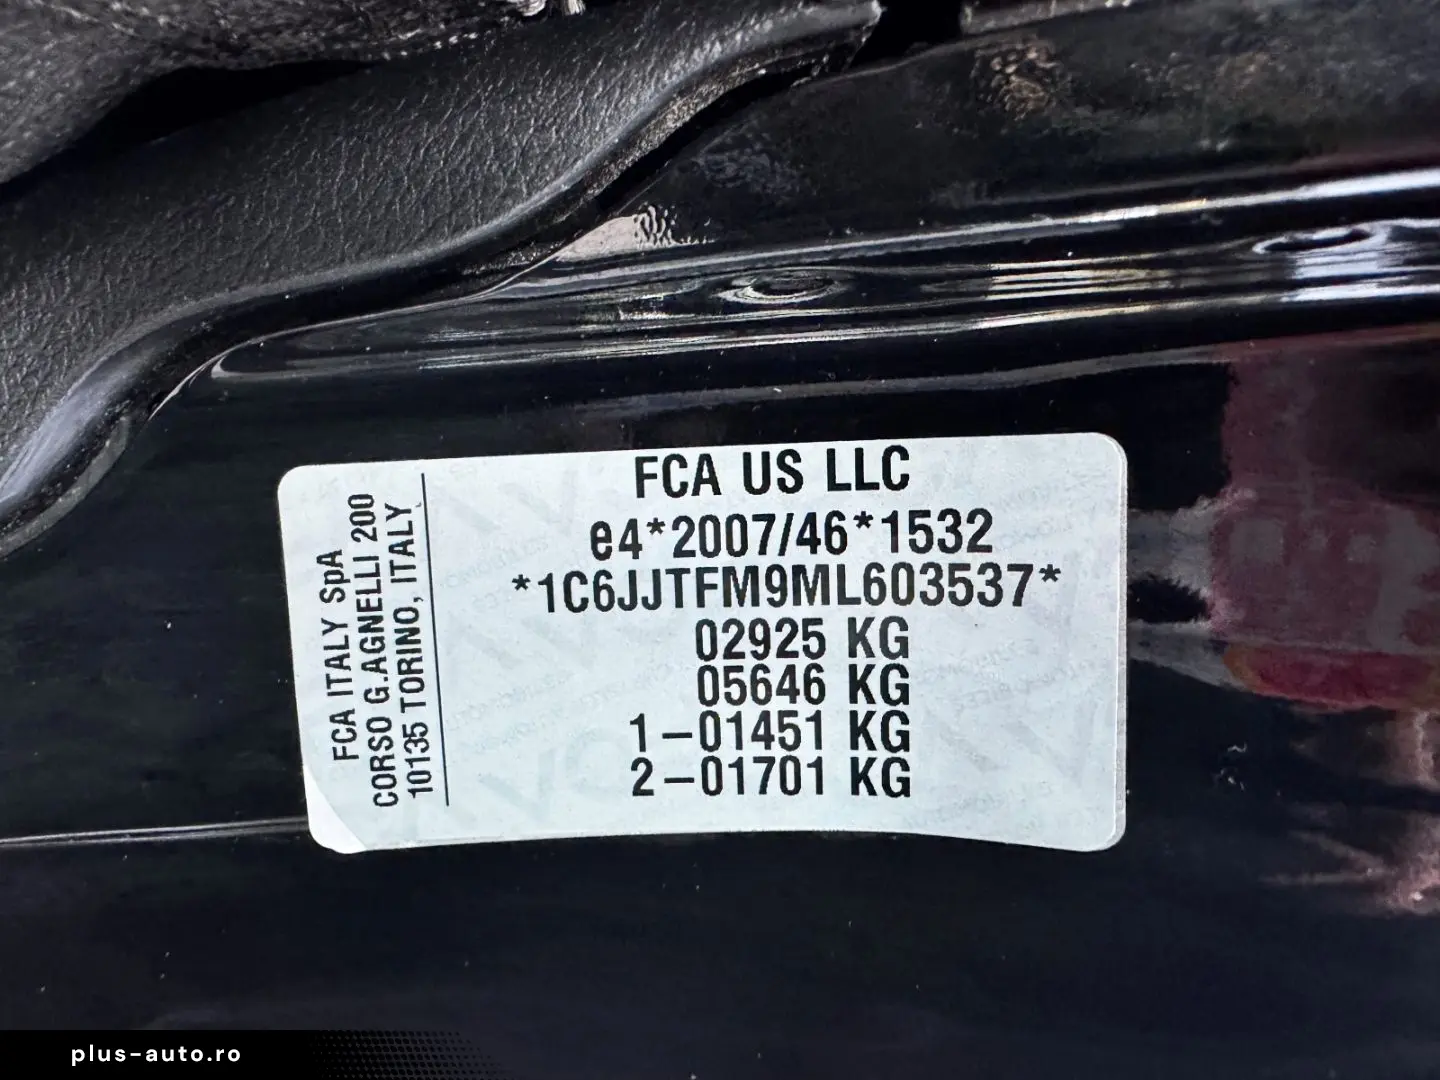 FCA ITALY SpA
CORSO G.AGNELLI 200
10135 TORINO, ITALY
FCA US LLC
e4*2007/46*1532
*1C6JJTFM9ML603537*
02925 KG
05646 KG
1-01451 KG
2-01701 KG
plus-auto.ro